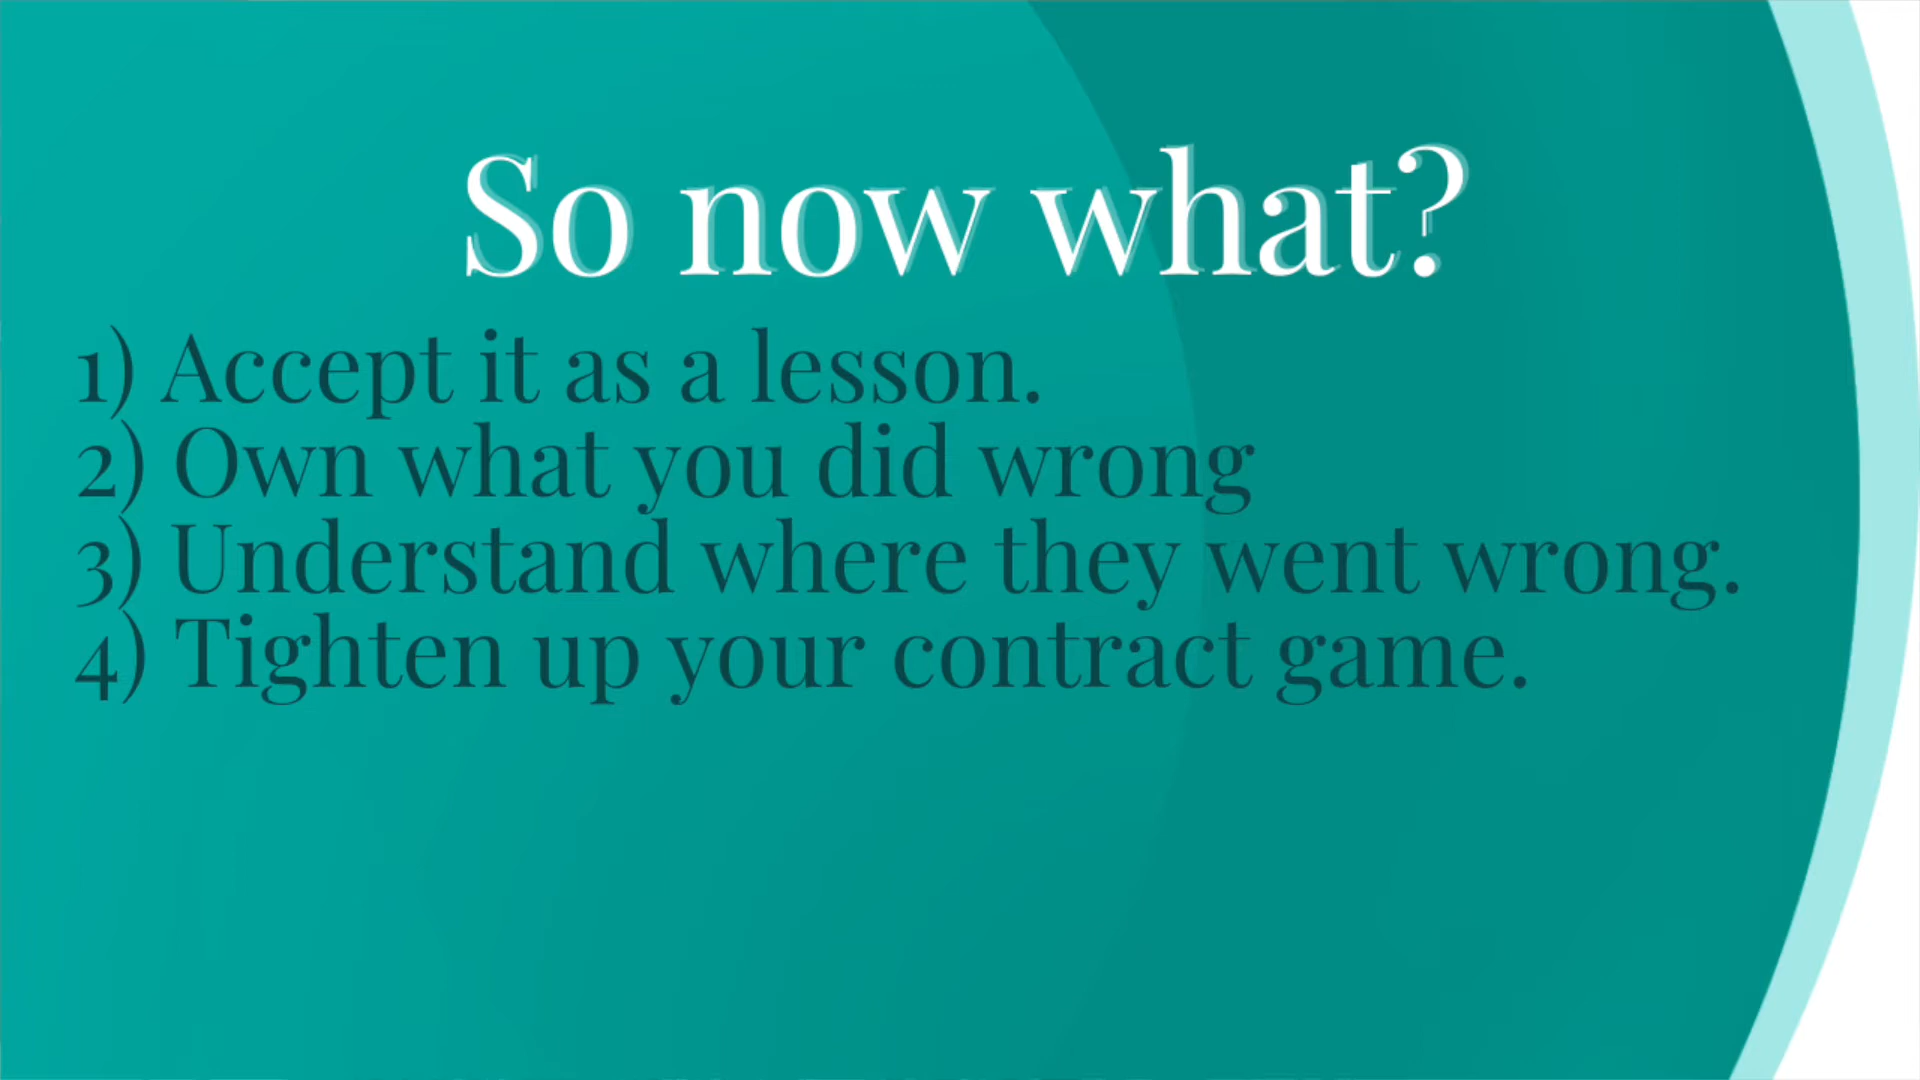 So now what?
1) Accept it as a lesson.
2) Own what you did wrong
3) Understand where they went wrong.
4) Tighten up your contract game.